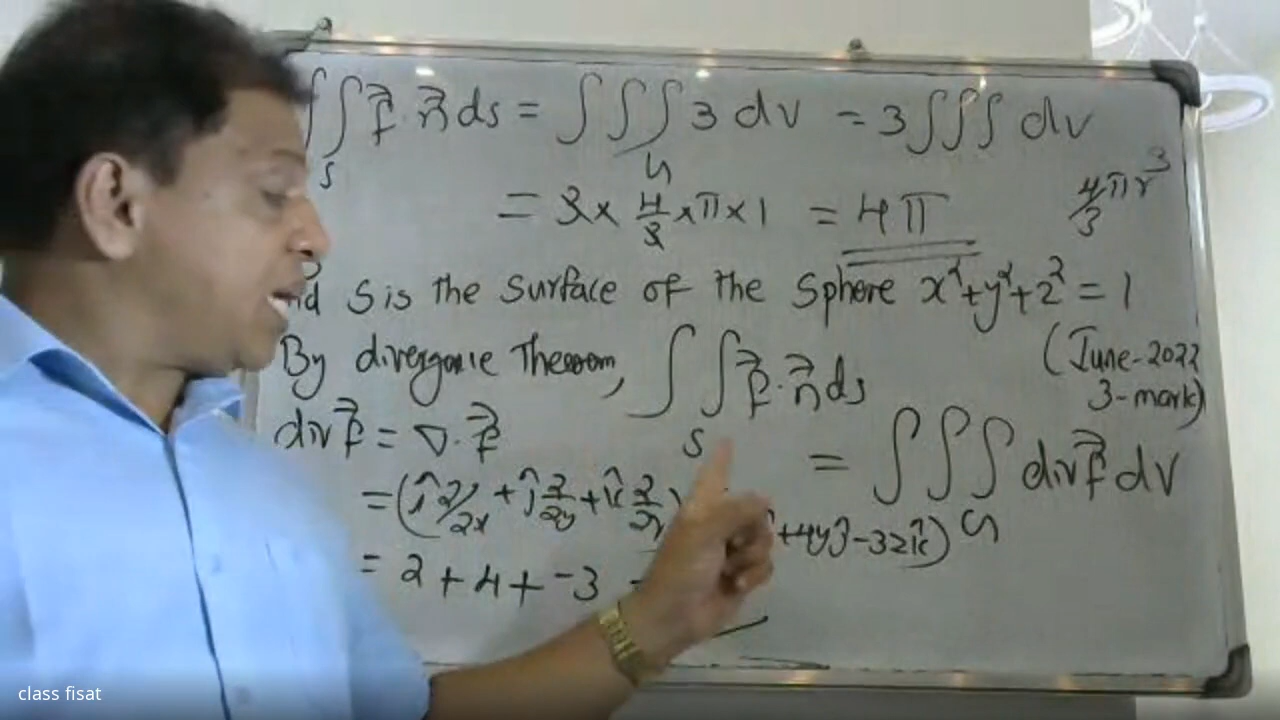 ∫∫ f⃗ · n⃗ ds = ∫∫∫ 3 dv = 3∫∫∫ dv
S G
= 3 × 4/3 × π × 1 = 4π 4/3 πr³
S is the surface of the Sphere x²+y²+z² = 1
By divergence Theorem, ∫∫ f⃗ · n⃗ ds (June-2022
S 3-mark)
div f⃗ = ∇ · f⃗ = ∫∫∫ div f⃗ dv
G
= (î ∂/∂x + ĵ ∂/∂y + k̂ ∂/∂z) +4yĵ -3zk̂)
= 2 + 4 + -3
class fisat